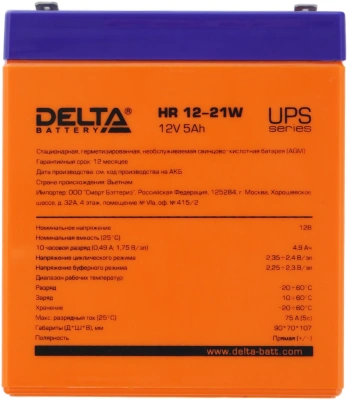 DELTA
BATTERY
HR 12-21W
12V 5Ah
UPS
series
Стационарная, герметизированная, необслуживаемая свинцово-кислотная батарея (AGM)
Гарантийный срок: 12 месяцев
Дата производства: см. код производства на АКБ
Страна происхождения: Вьетнам
Импортер: ООО "Смарт Бэттериз", Российская Федерация, 125284, г. Москва, Хорошевское
шоссе, д. 32А, 4 этаж, помещение № VIа, оф. № 415/2
Номинальное напряжение 12В
Номинальная емкость (25°С)
10 часовой разряд (0,49 А; 1,75 В/эл) 4,9 Ач
Напряжение циклического режима 2,35 - 2,4 В/эл
Напряжение буферного режима 2,25 - 2,3 В/эл
Диапазон рабочих температур:
Разряд -20~60°С
Заряд -10~60°С
Хранение -20~60°С
Макс. разрядный ток (25°С) 75 А (5с)
Габариты (Д*Ш*В), мм 90*70*107
Полярность Прямая (+/-)
www.delta-batt.com